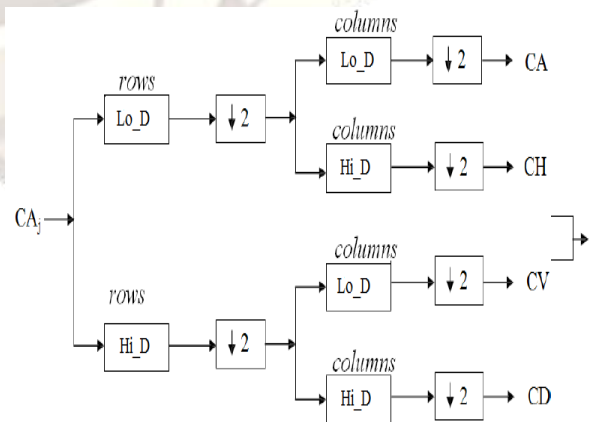 columns
Lo_D ↓ 2 CA
rows
Lo_D ↓ 2
columns
Hi_D ↓ 2 CH
CAj
columns
Lo_D ↓ 2 CV
rows
Hi_D ↓ 2
columns
Hi_D ↓ 2 CD